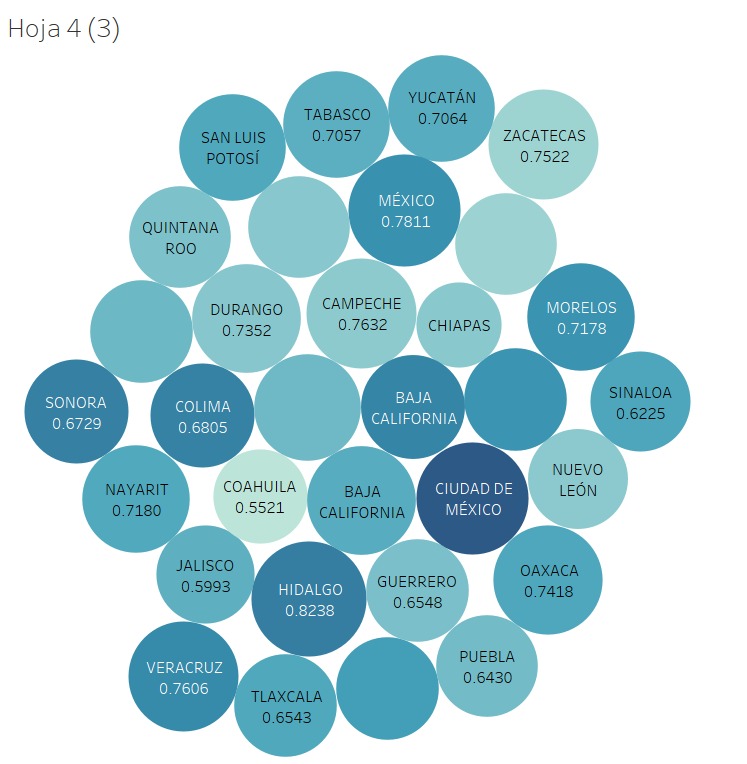 Hoja 4 (3)
YUCATÁN
0.7064
TABASCO
0.7057
SAN LUIS
POTOSÍ
ZACATECAS
0.7522
MÉXICO
0.7811
QUINTANA
ROO
DURANGO
0.7352
CAMPECHE
0.7632
CHIAPAS
MORELOS
0.7178
SONORA
0.6729
COLIMA
0.6805
BAJA
CALIFORNIA
SINALOA
0.6225
NAYARIT
0.7180
COAHUILA
0.5521
BAJA
CALIFORNIA
CIUDAD DE
MÉXICO
NUEVO
LEÓN
JALISCO
0.5993
HIDALGO
0.8238
GUERRERO
0.6548
OAXACA
0.7418
VERACRUZ
0.7606
TLAXCALA
0.6543
PUEBLA
0.6430